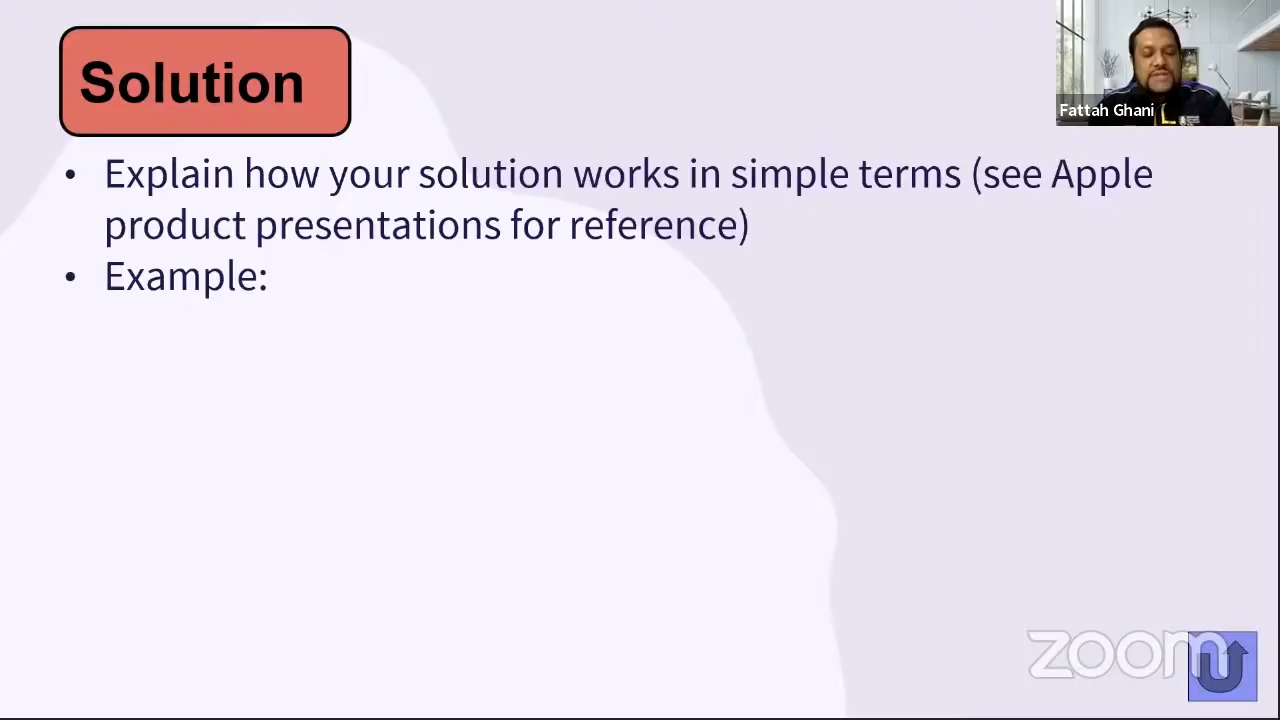 Solution
Fattah Ghani
• Explain how your solution works in simple terms (see Apple
product presentations for reference)
• Example:
zoom